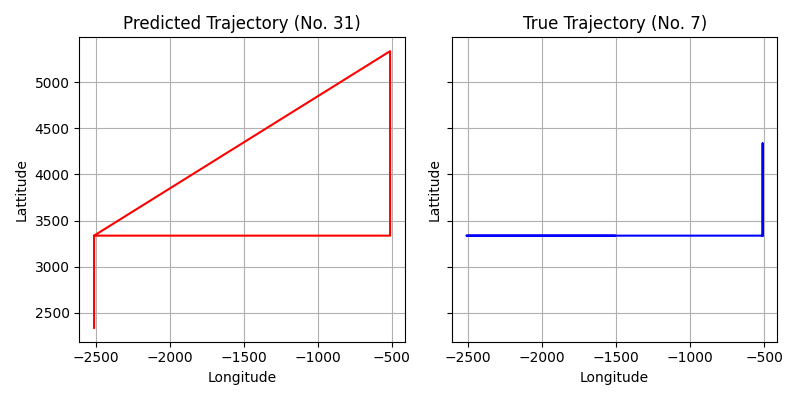 Predicted Trajectory (No. 31)
True Trajectory (No. 7)
Lattitude
5000
4500
4000
3500
3000
2500
−2500 −2000 −1500 −1000 −500
Longitude
Lattitude
−2500 −2000 −1500 −1000 −500
Longitude